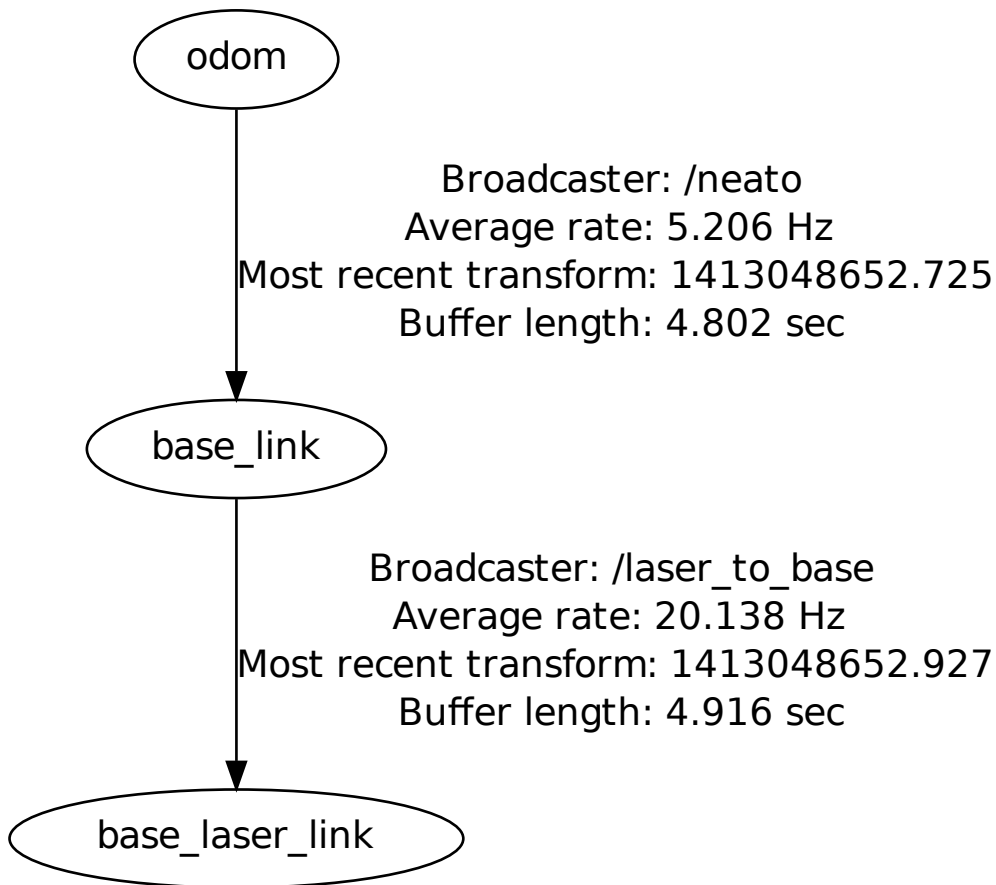 odom
Broadcaster: /neato
Average rate: 5.206 Hz
Most recent transform: 1413048652.725
Buffer length: 4.802 sec
base_link
Broadcaster: /laser_to_base
Average rate: 20.138 Hz
Most recent transform: 1413048652.927
Buffer length: 4.916 sec
base_laser_link